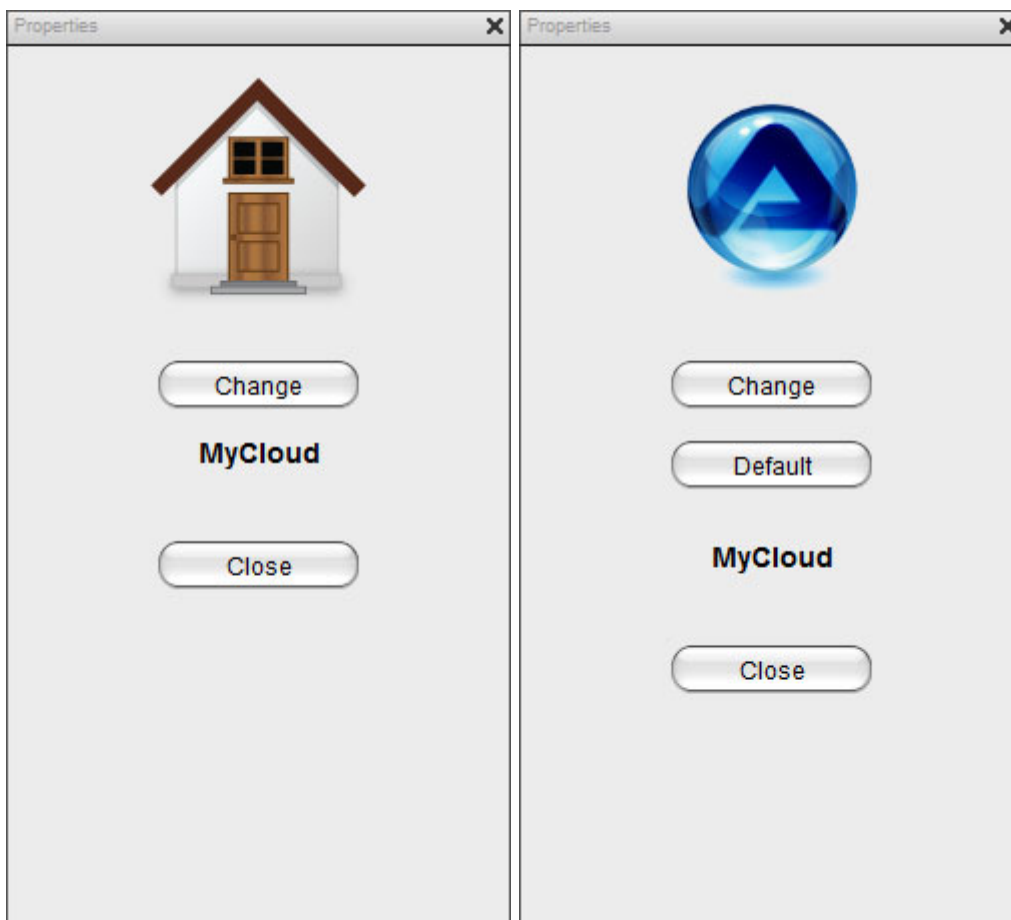 Properties
Change
MyCloud
Close
Properties
Change
Default
MyCloud
Close